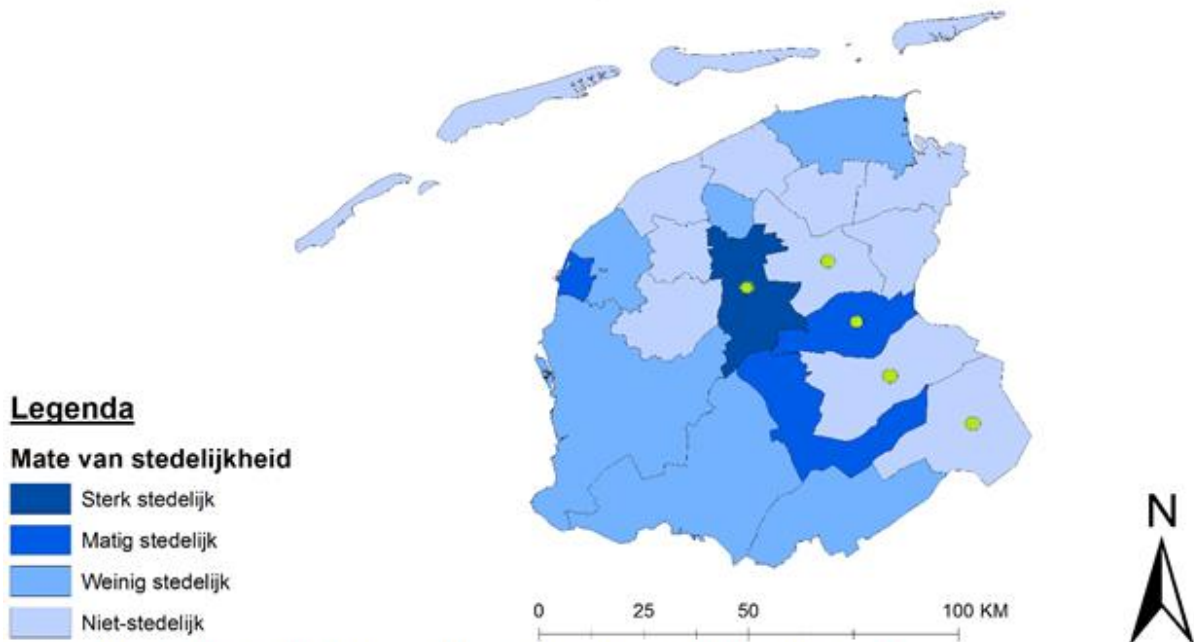 Legenda
Mate van stedelijkheid
Sterk stedelijk
Matig stedelijk
Weinig stedelijk
Niet-stedelijk
0 25 50 100 KM
N